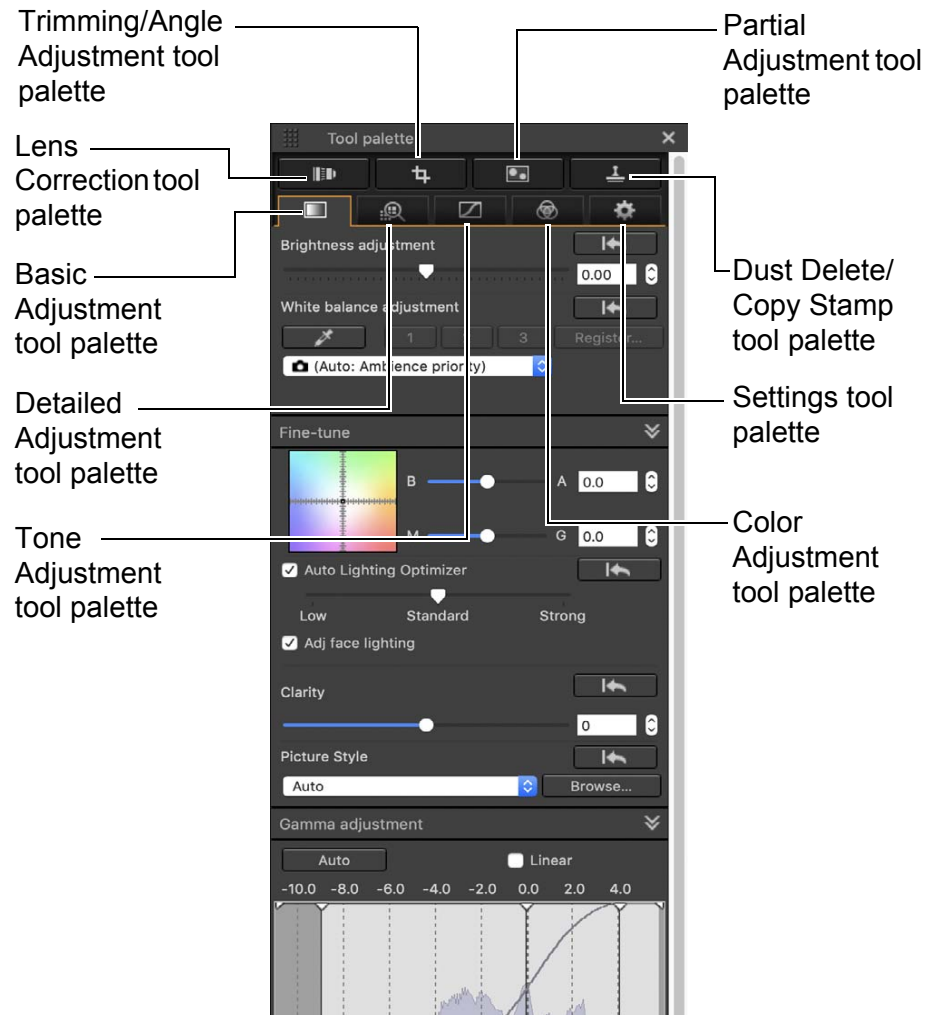 Trimming/Angle
Adjustment tool
palette
Partial
Adjustment tool
palette
Lens
Correction tool
palette
Basic
Adjustment
tool palette
Detailed
Adjustment
tool palette
Tone
Adjustment
tool palette
Dust Delete/
Copy Stamp
tool palette
Settings tool
palette
Color
Adjustment
tool palette
Tool palette
Brightness adjustment
0.00
White balance adjustment
1 3 Register...
(Auto: Ambience priority)
Fine-tune
B A 0.0
M G 0.0
Auto Lighting Optimizer
Low Standard Strong
Adj face lighting
Clarity
0
Picture Style
Auto Browse...
Gamma adjustment
Auto Linear
-10.0 -8.0 -6.0 -4.0 -2.0 0.0 2.0 4.0